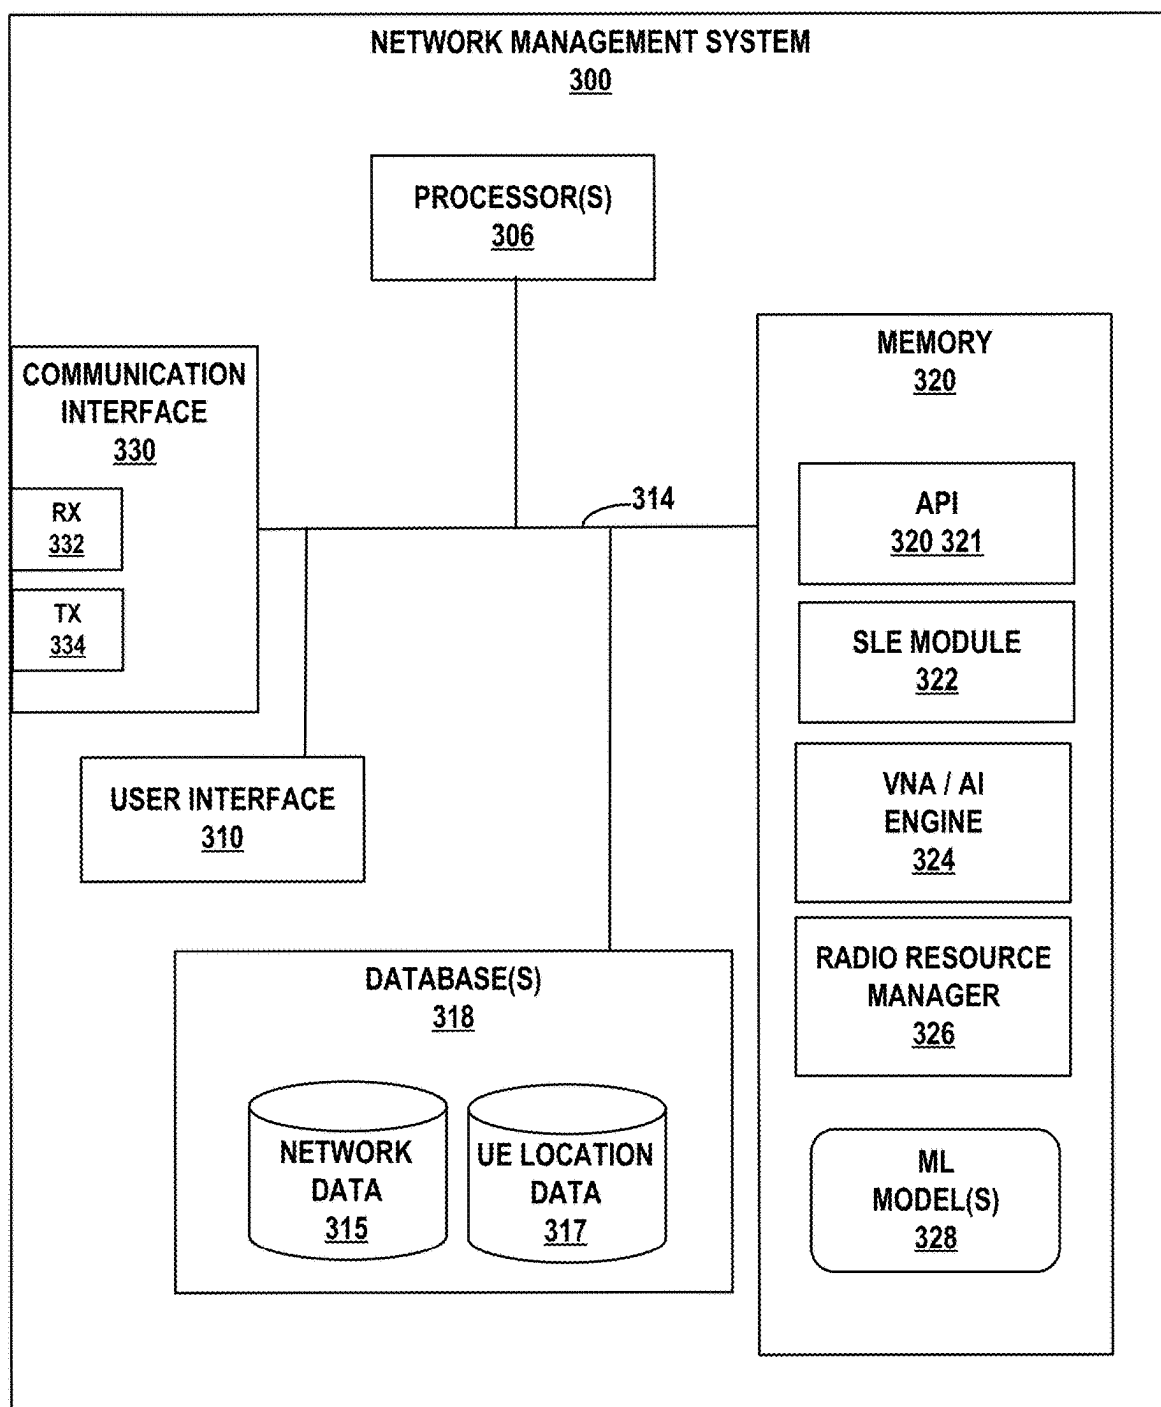 NETWORK MANAGEMENT SYSTEM
300
PROCESSOR(S)
306
COMMUNICATION
INTERFACE
330
RX
332
TX
334
314
USER INTERFACE
310
DATABASE(S)
318
NETWORK
DATA
315
UE LOCATION
DATA
317
MEMORY
320
API
320 321
SLE MODULE
322
VNA / AI
ENGINE
324
RADIO RESOURCE
MANAGER
326
ML
MODEL(S)
328